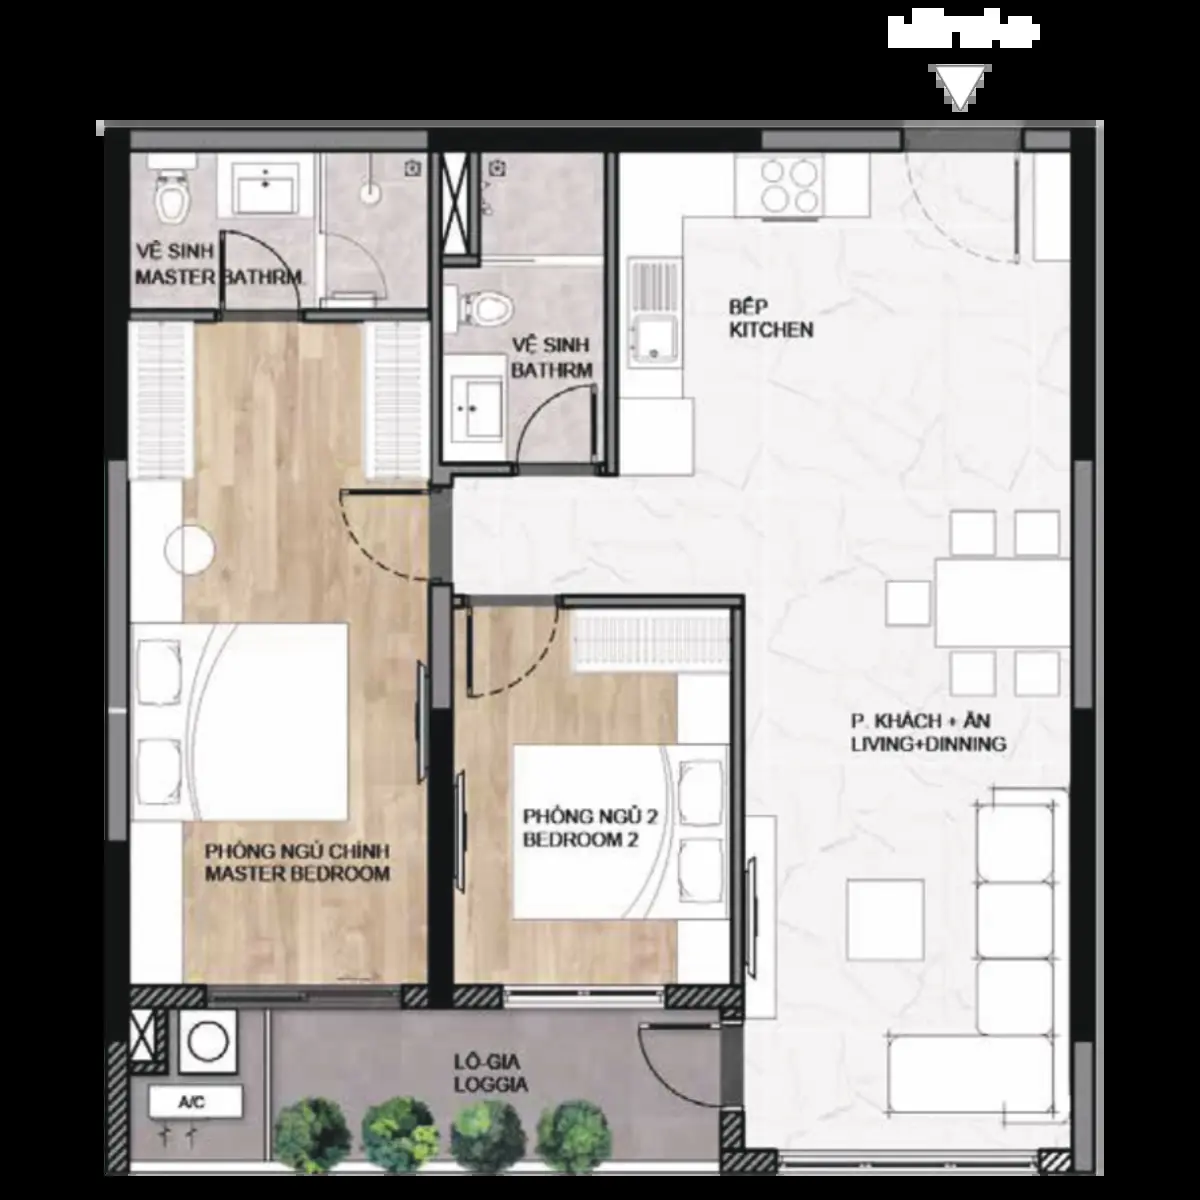 VỆ SINH
MASTER BATHRM.
VỆ SINH
BATHRM
BẾP
KITCHEN
P. KHÁCH + ĂN
LIVING+DINNING
PHÒNG NGỦ 2
BEDROOM 2
PHÒNG NGỦ CHÍNH
MASTER BEDROOM
LÔ-GIA
LOGGIA
A/C